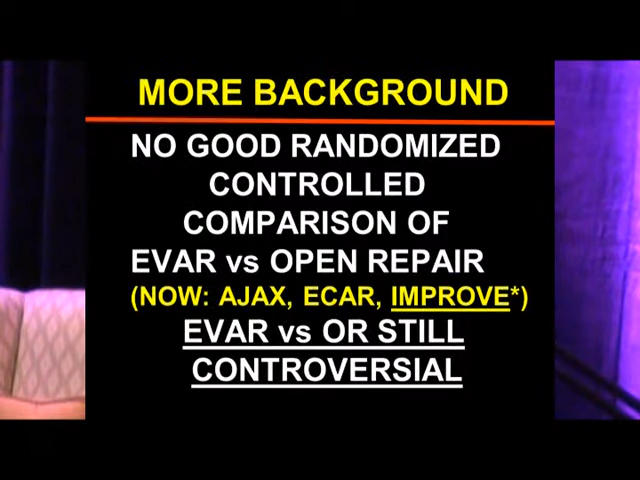 MORE BACKGROUND
NO GOOD RANDOMIZED
CONTROLLED
COMPARISON OF
EVAR vs OPEN REPAIR
(NOW: AJAX, ECAR, IMPROVE*)
EVAR vs OR STILL
CONTROVERSIAL